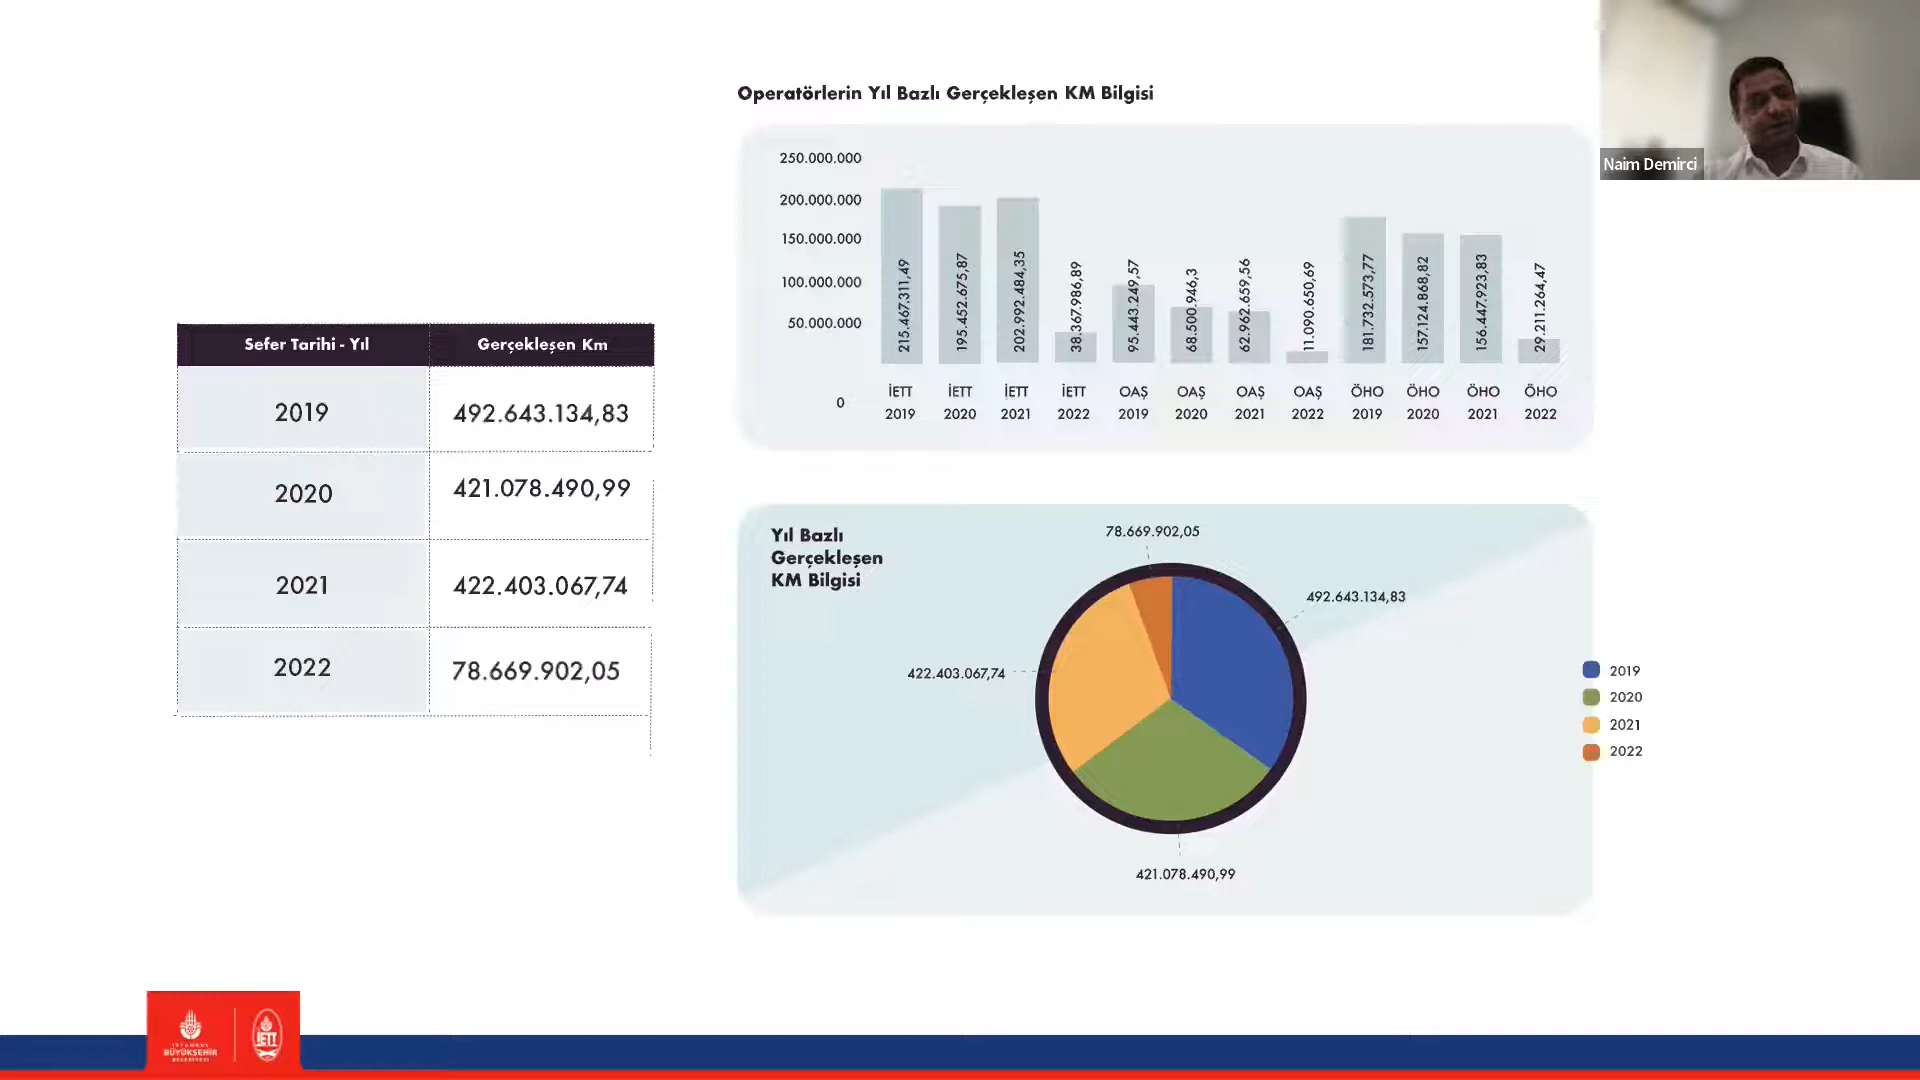 Operatörlerin Yıl Bazlı Gerçekleşen KM Bilgisi
Naim Demirci
250.000.000
200.000.000
150.000.000
100.000.000
50.000.000
0
215.467.311,49
195.452.675,87
202.992.484,35
38.367.986,89
95.443.249,57
68.500.946,3
62.962.659,56
11.090.650,69
181.732.573,77
157.124.868,82
156.447.923,83
29.211.264,47
İETT İETT İETT İETT OAŞ OAŞ OAŞ OAŞ ÖHO ÖHO ÖHO ÖHO
2019 2020 2021 2022 2019 2020 2021 2022 2019 2020 2021 2022
Sefer Tarihi - Yıl Gerçekleşen Km
2019 492.643.134,83
2020 421.078.490,99
2021 422.403.067,74
2022 78.669.902,05
Yıl Bazlı
Gerçekleşen
KM Bilgisi
78.669.902,05
492.643.134,83
422.403.067,74
421.078.490,99
2019
2020
2021
2022
İSTANBUL
BÜYÜKŞEHİR
BELEDİYESİ
İETT